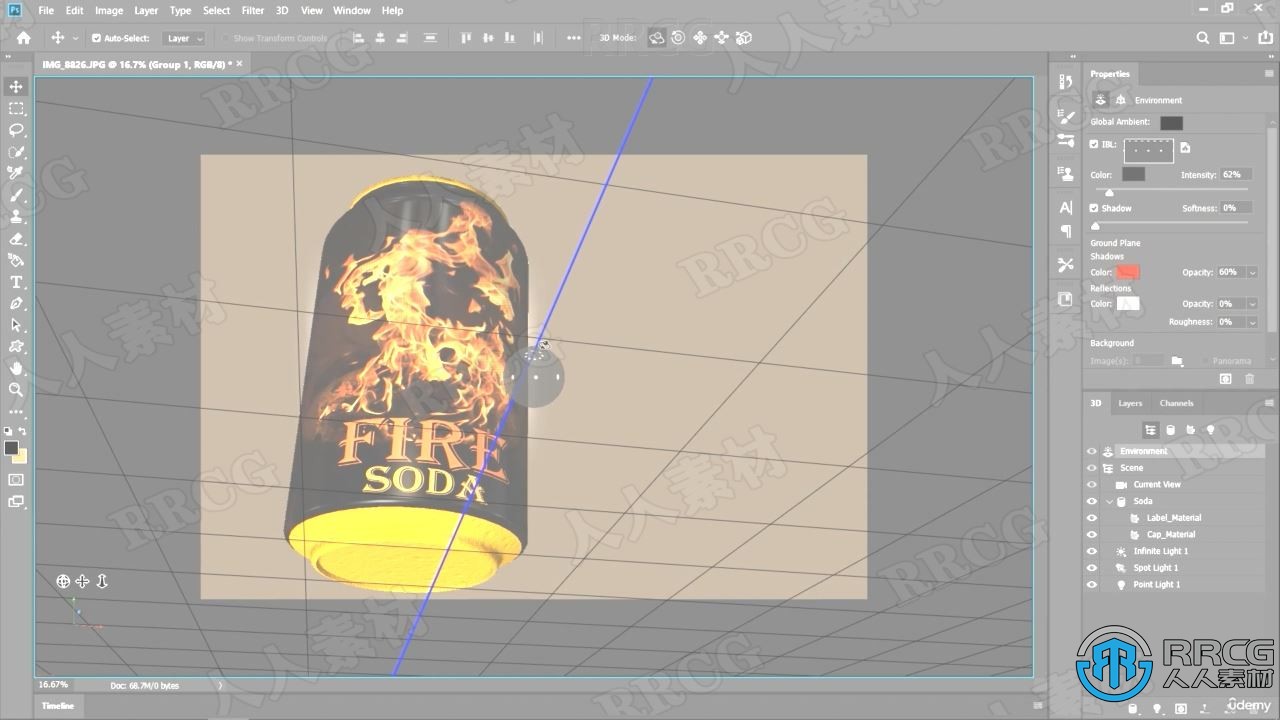 Ps File Edit Image Layer Type Select Filter 3D View Window Help
Auto-Select: Layer Show Transform Controls 3D Mode:
IMG_8826.JPG @ 16.7% (Group 1, RGB/8) *
Properties
Environment
Global Ambient:
IBL:
Color: Intensity: 62%
Shadow Softness: 0%
Ground Plane
Shadows
Color: Opacity: 60%
Reflections
Color: Opacity: 0%
Roughness: 0%
Background
Image(s): Panorama
3D Layers Channels
Environment
Scene
Current View
Soda
Label_Material
Cap_Material
Infinite Light 1
Spot Light 1
Point Light 1
FIRE
SODA
16.67% Doc: 68.7M/0 bytes
Timeline
RRCG
人人素材
RRCG
人人素材
ûdemy